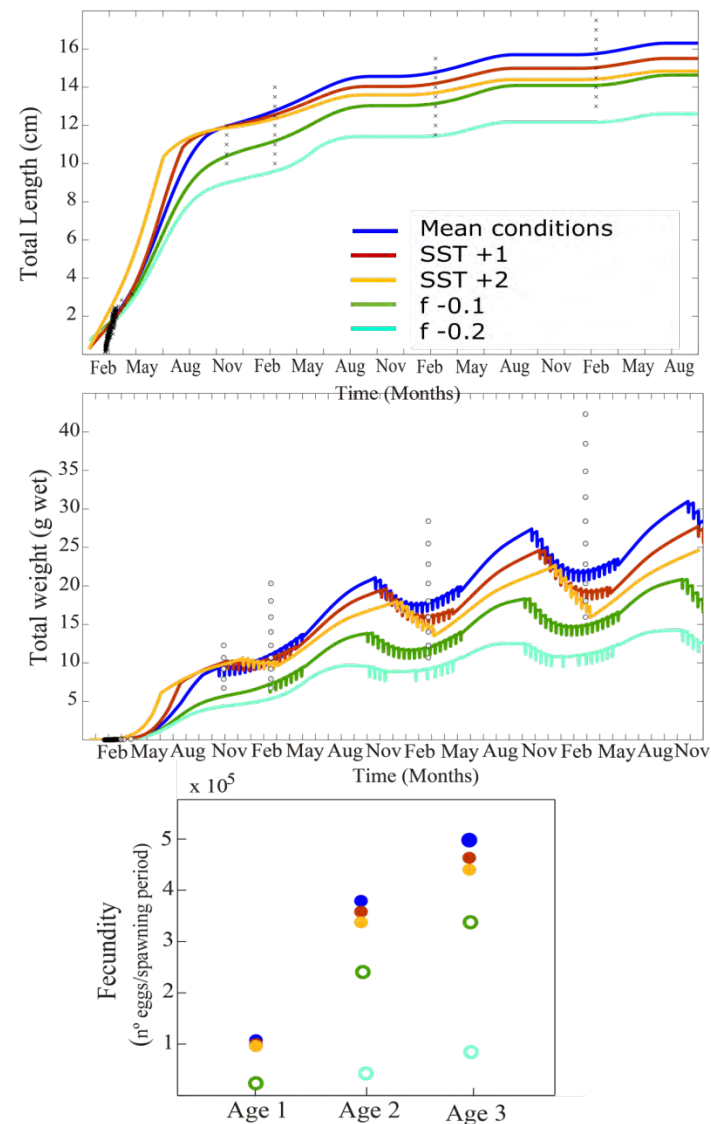 16
14
12
10
8
6
4
2
Total Length (cm)
Mean conditions
SST +1
SST +2
f -0.1
f -0.2
Feb May Aug Nov Feb May Aug Nov Feb May Aug Nov Feb May Aug
Time (Months)
40
35
30
25
20
15
10
5
Total weight (g wet)
Feb May Aug Nov Feb May Aug Nov Feb May Aug Nov Feb May Aug Nov
Time (Months)
x 10⁵
5
4
3
2
1
Fecundity
(nº eggs/spawning period)
Age 1 Age 2 Age 3